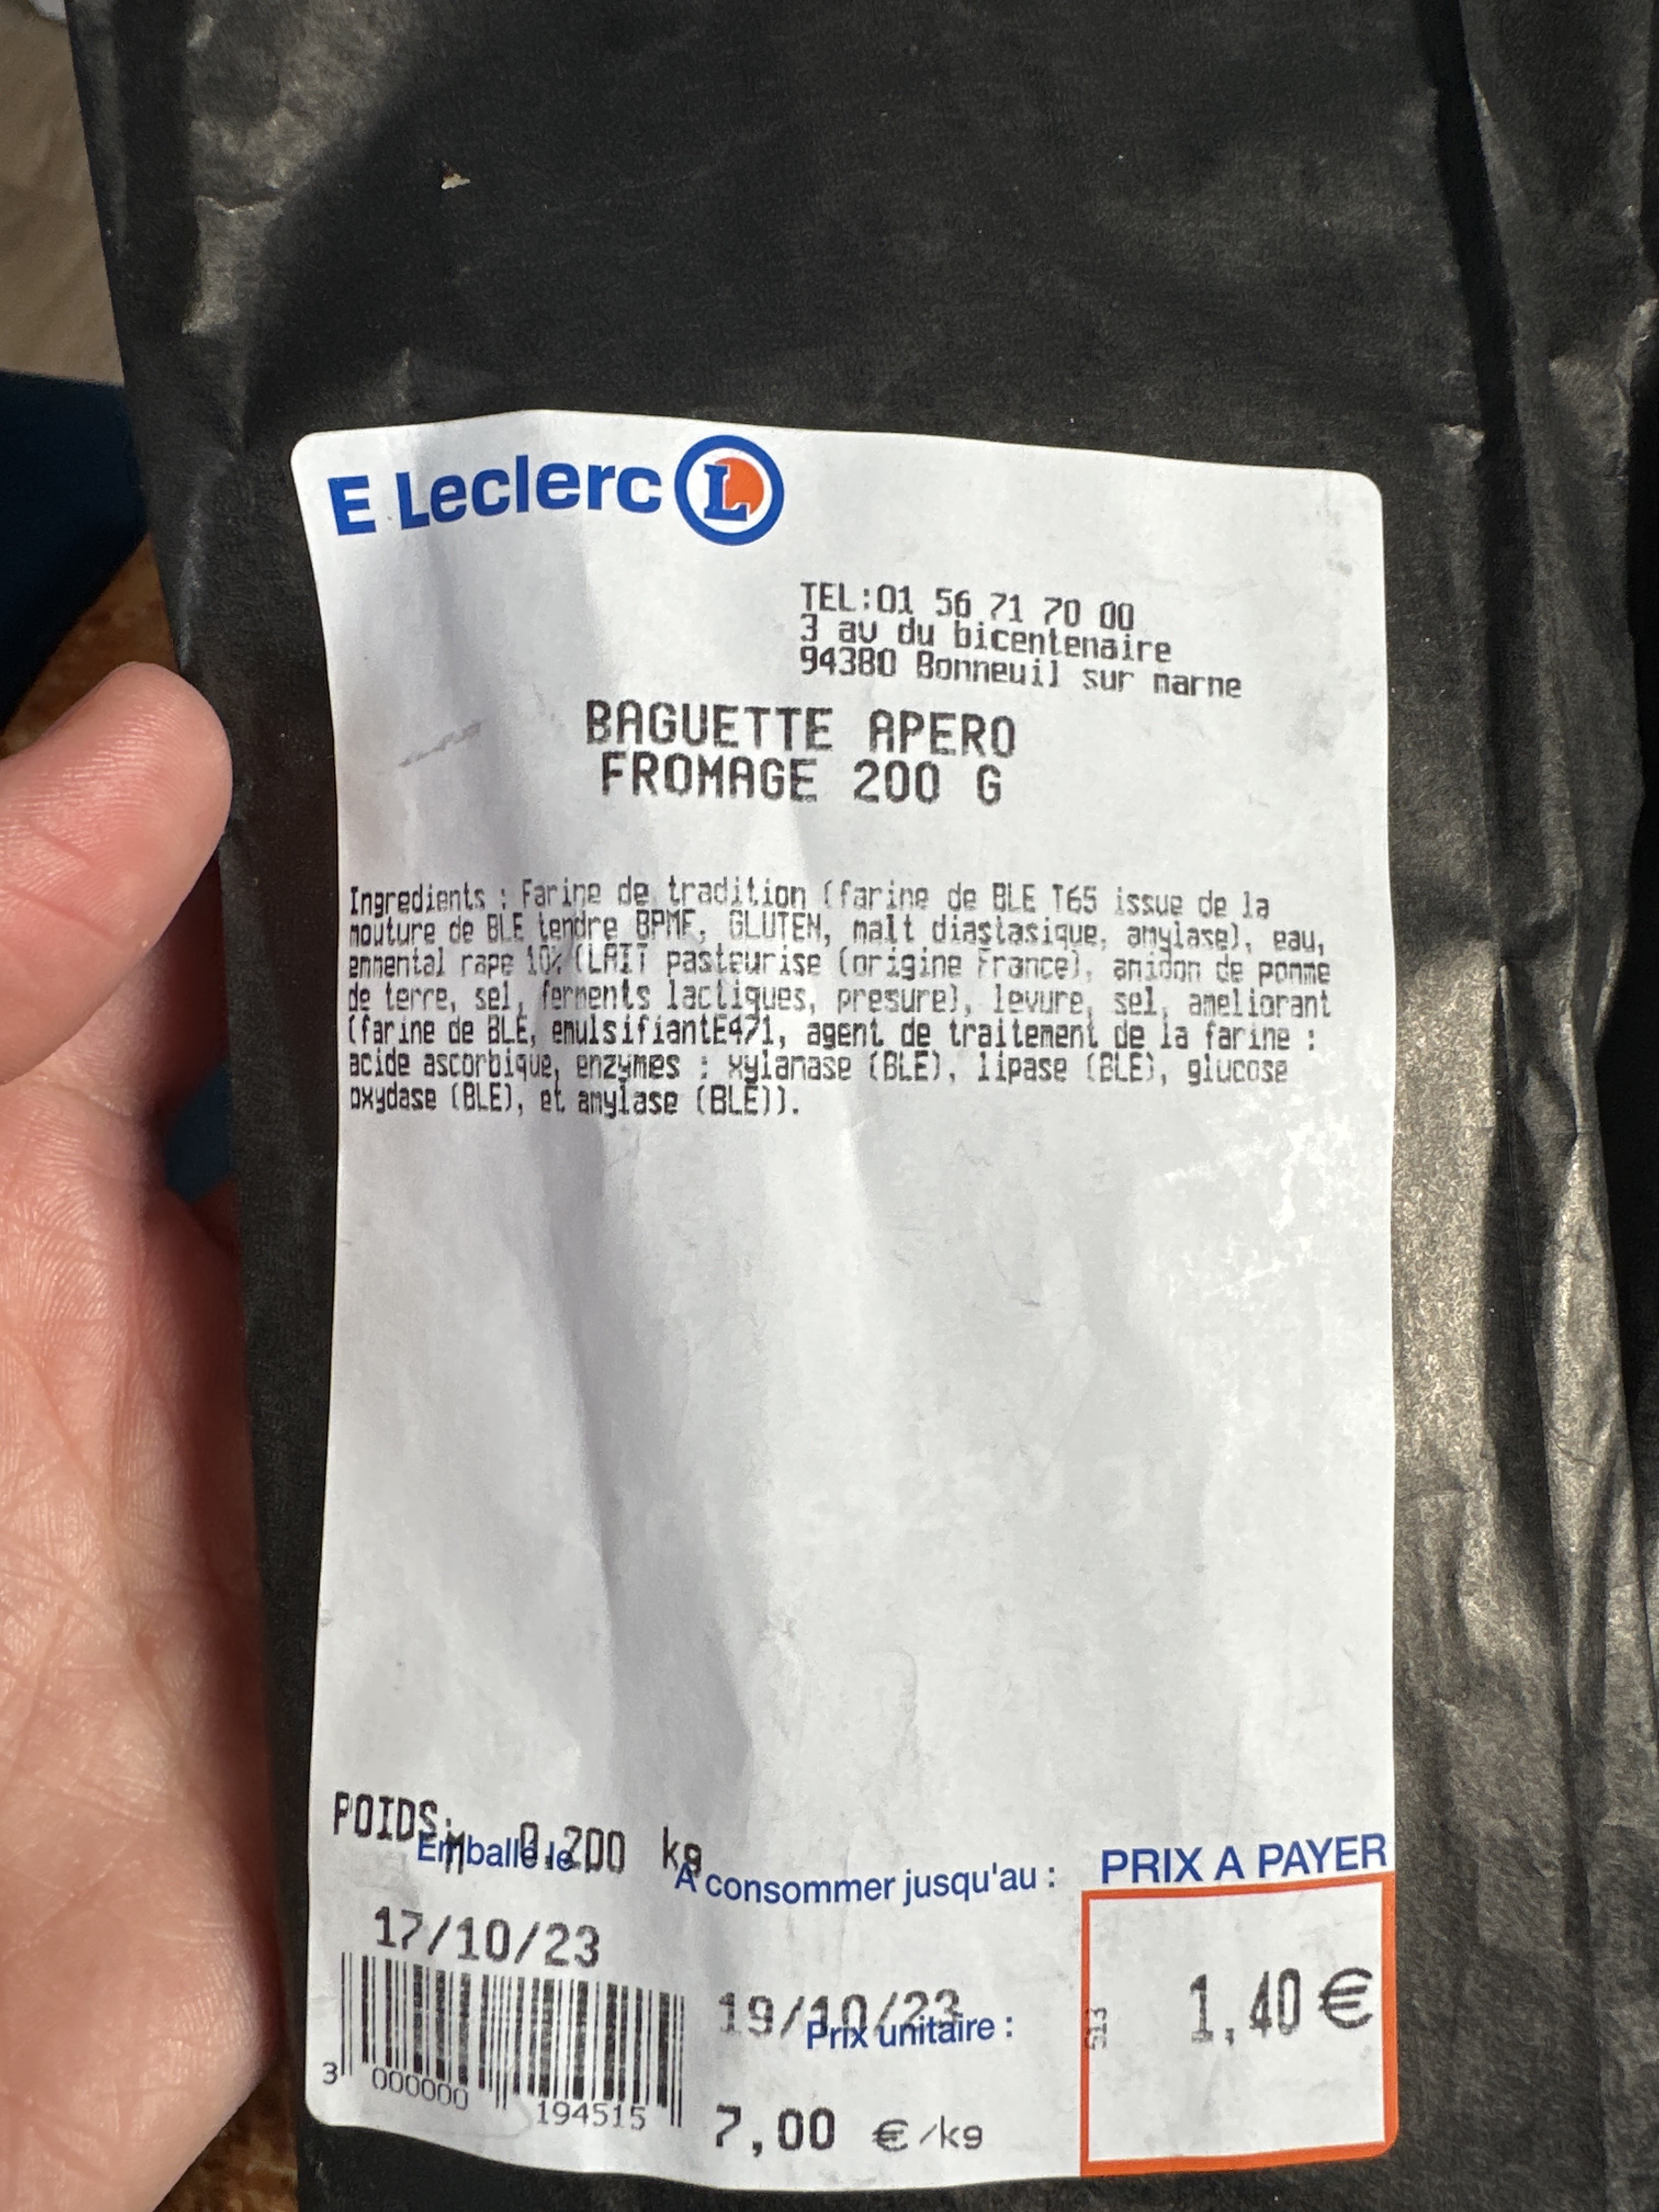 E Leclerc L
TEL:01 56 71 70 00
3 av du bicentenaire
94380 Bonneuil sur marne
BAGUETTE APERO
FROMAGE 200 G
Ingredients : Farine de tradition (farine de BLE T65 issue de la
mouture de BLE tendre BPMF, GLUTEN, malt diastasique, amylase), eau,
emmental rape 10% (LAIT pasteurise (origine France), amidon de pomme
de terre, sel, ferments lactiques, presure), levure, sel, ameliorant
(farine de BLE, emulsifiantE471, agent de traitement de la farine :
acide ascorbique, enzymes : xylanase (BLE), lipase (BLE), glucose
oxydase (BLE), et amylase (BLE)).
POIDS: 0,200 kg
Emballé le
A consommer jusqu'au :
PRIX A PAYER
17/10/23
19/10/23
1,40 €
513
Prix unitaire :
7,00 €/kg
3 000000 194515